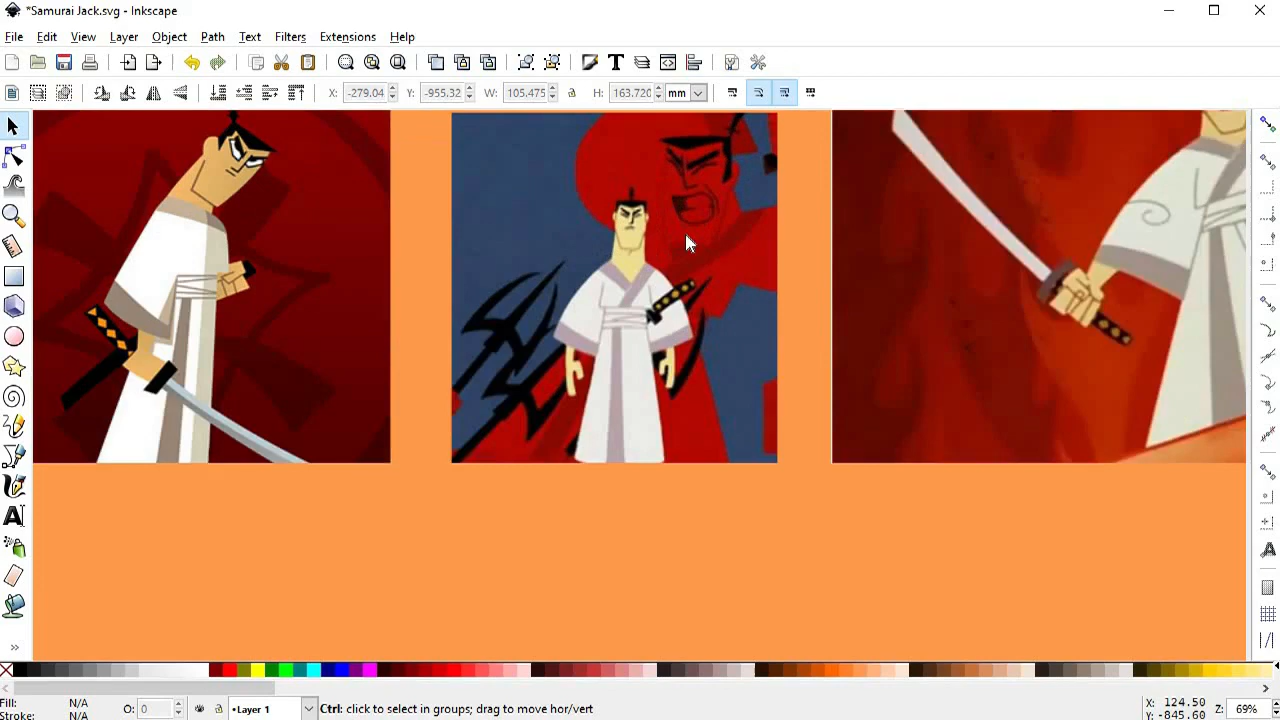 *Samurai Jack.svg - Inkscape
File Edit View Layer Object Path Text Filters Extensions Help
X: -279.04 Y: -955.32 W: 105.475 H: 163.720 mm
Fill: N/A
Stroke: N/A
O: 0
•Layer 1
Ctrl: click to select in groups; drag to move hor/vert
X: 124.50
Y: -845.60
Z: 69%